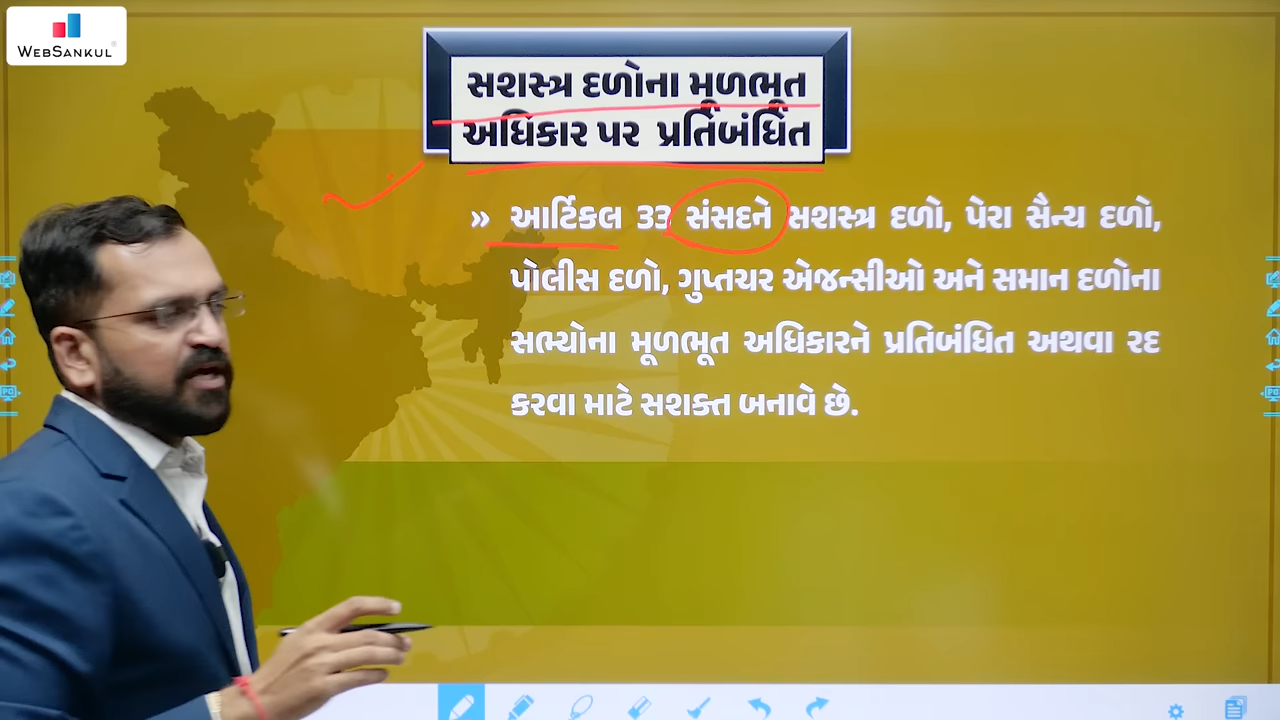 WEBSANKUL
સશસ્ત્ર દળોના મૂળભૂત
અધિકાર પર પ્રતિબંધિત
» આર્ટિકલ 33 સંસદને સશસ્ત્ર દળો, પેરા સૈન્ય દળો,
પોલીસ દળો, ગુપ્તચર એજન્સીઓ અને સમાન દળોના
સભ્યોના મૂળભૂત અધિકારને પ્રતિબંધિત અથવા રદ
કરવા માટે સશક્ત બનાવે છે.